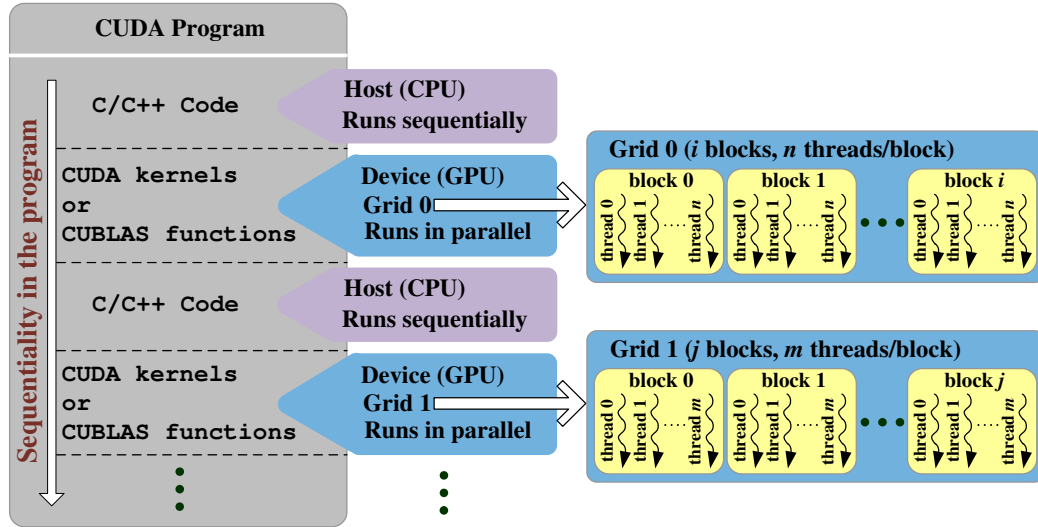 CUDA Program
Sequentiality in the program
C/C++ Code
Host (CPU)
Runs sequentially
CUDA kernels
or
CUBLAS functions
Device (GPU)
Grid 0
Runs in parallel
Grid 0 (i blocks, n threads/block)
block 0
thread 0
thread 1
......
thread n
block 1
thread 0
thread 1
......
thread n
block i
thread 0
thread 1
......
thread n
C/C++ Code
Host (CPU)
Runs sequentially
CUDA kernels
or
CUBLAS functions
Device (GPU)
Grid 1
Runs in parallel
Grid 1 (j blocks, m threads/block)
block 0
thread 0
thread 1
......
thread m
block 1
thread 0
thread 1
......
thread m
block j
thread 0
thread 1
......
thread m